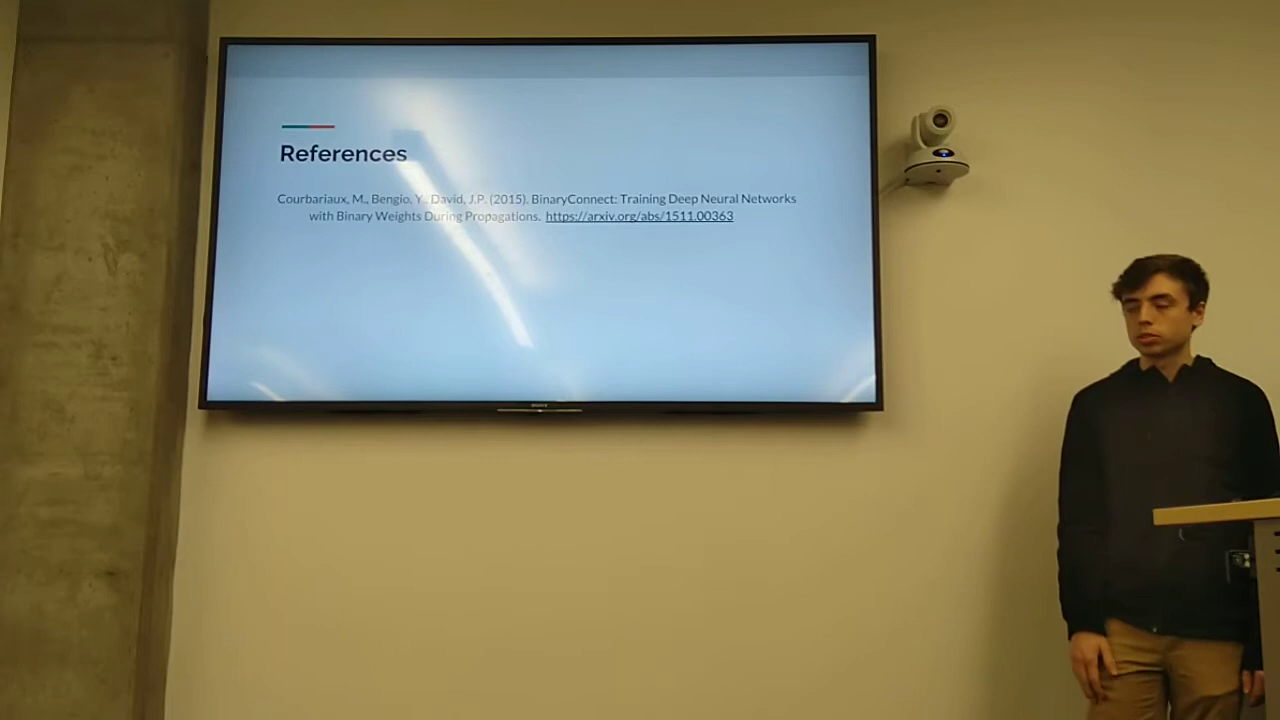 References
Courbariaux, M., Bengio, Y., David, J.P. (2015). BinaryConnect: Training Deep Neural Networks
with Binary Weights During Propagations. https://arxiv.org/abs/1511.00363
SONY